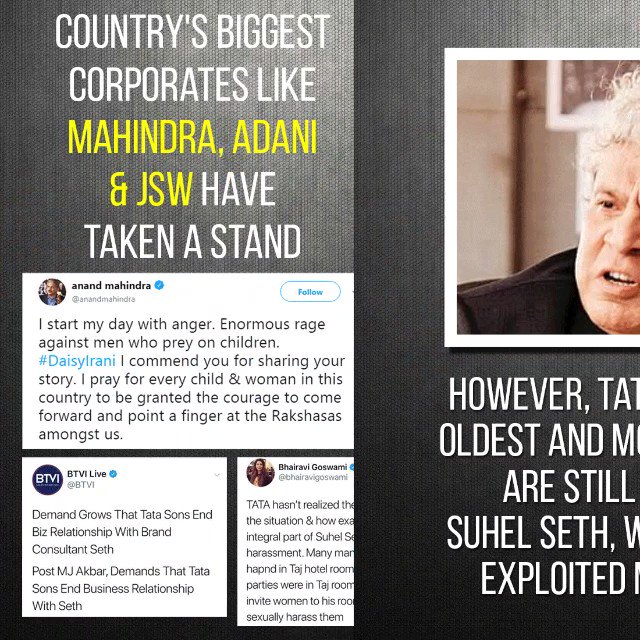 COUNTRY'S BIGGEST
CORPORATES LIKE
MAHINDRA, ADANI
& JSW HAVE
TAKEN A STAND
anand mahindra
@anandmahindra
Follow
I start my day with anger. Enormous rage
against men who prey on children.
#DaisyIrani I commend you for sharing your
story. I pray for every child & woman in this
country to be granted the courage to come
forward and point a finger at the Rakshasas
amongst us.
BTVI
BTVI Live
@BTVI
Demand Grows That Tata Sons End
Biz Relationship With Brand
Consultant Seth
Post MJ Akbar, Demands That Tata
Sons End Business Relationship
With Seth
Bhairavi Goswami
@bhairavigoswami
TATA hasn't realized the
the situation & how exa
integral part of Suhel Se
harassment. Many man
hapnd in Taj hotel room
parties were in Taj room
invite women to his roo
sexually harass them
HOWEVER, TAT
OLDEST AND MO
ARE STILL
SUHEL SETH, W
EXPLOITED